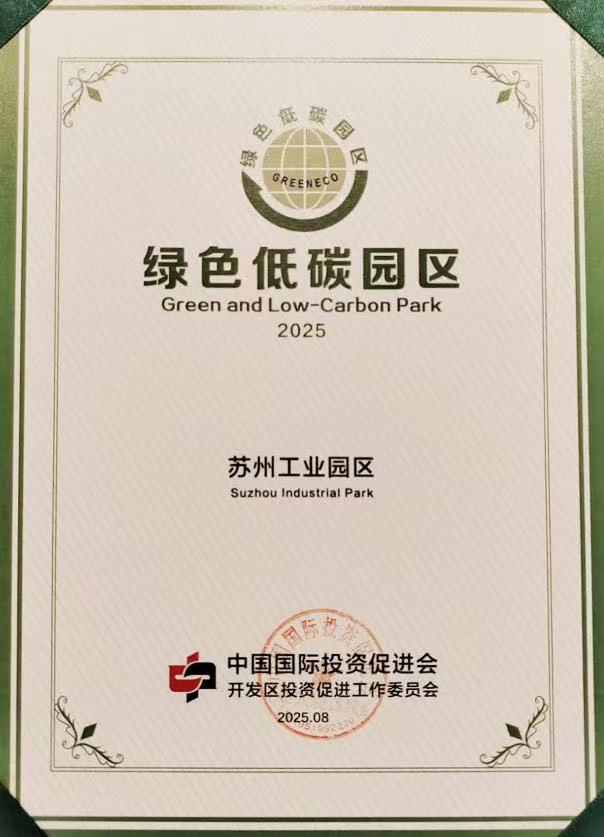 绿色低碳园区
GREENECO
绿色低碳园区
Green and Low-Carbon Park
2025
苏州工业园区
Suzhou Industrial Park
中国国际投资促进会
开发区投资促进工作委员会
2025.08